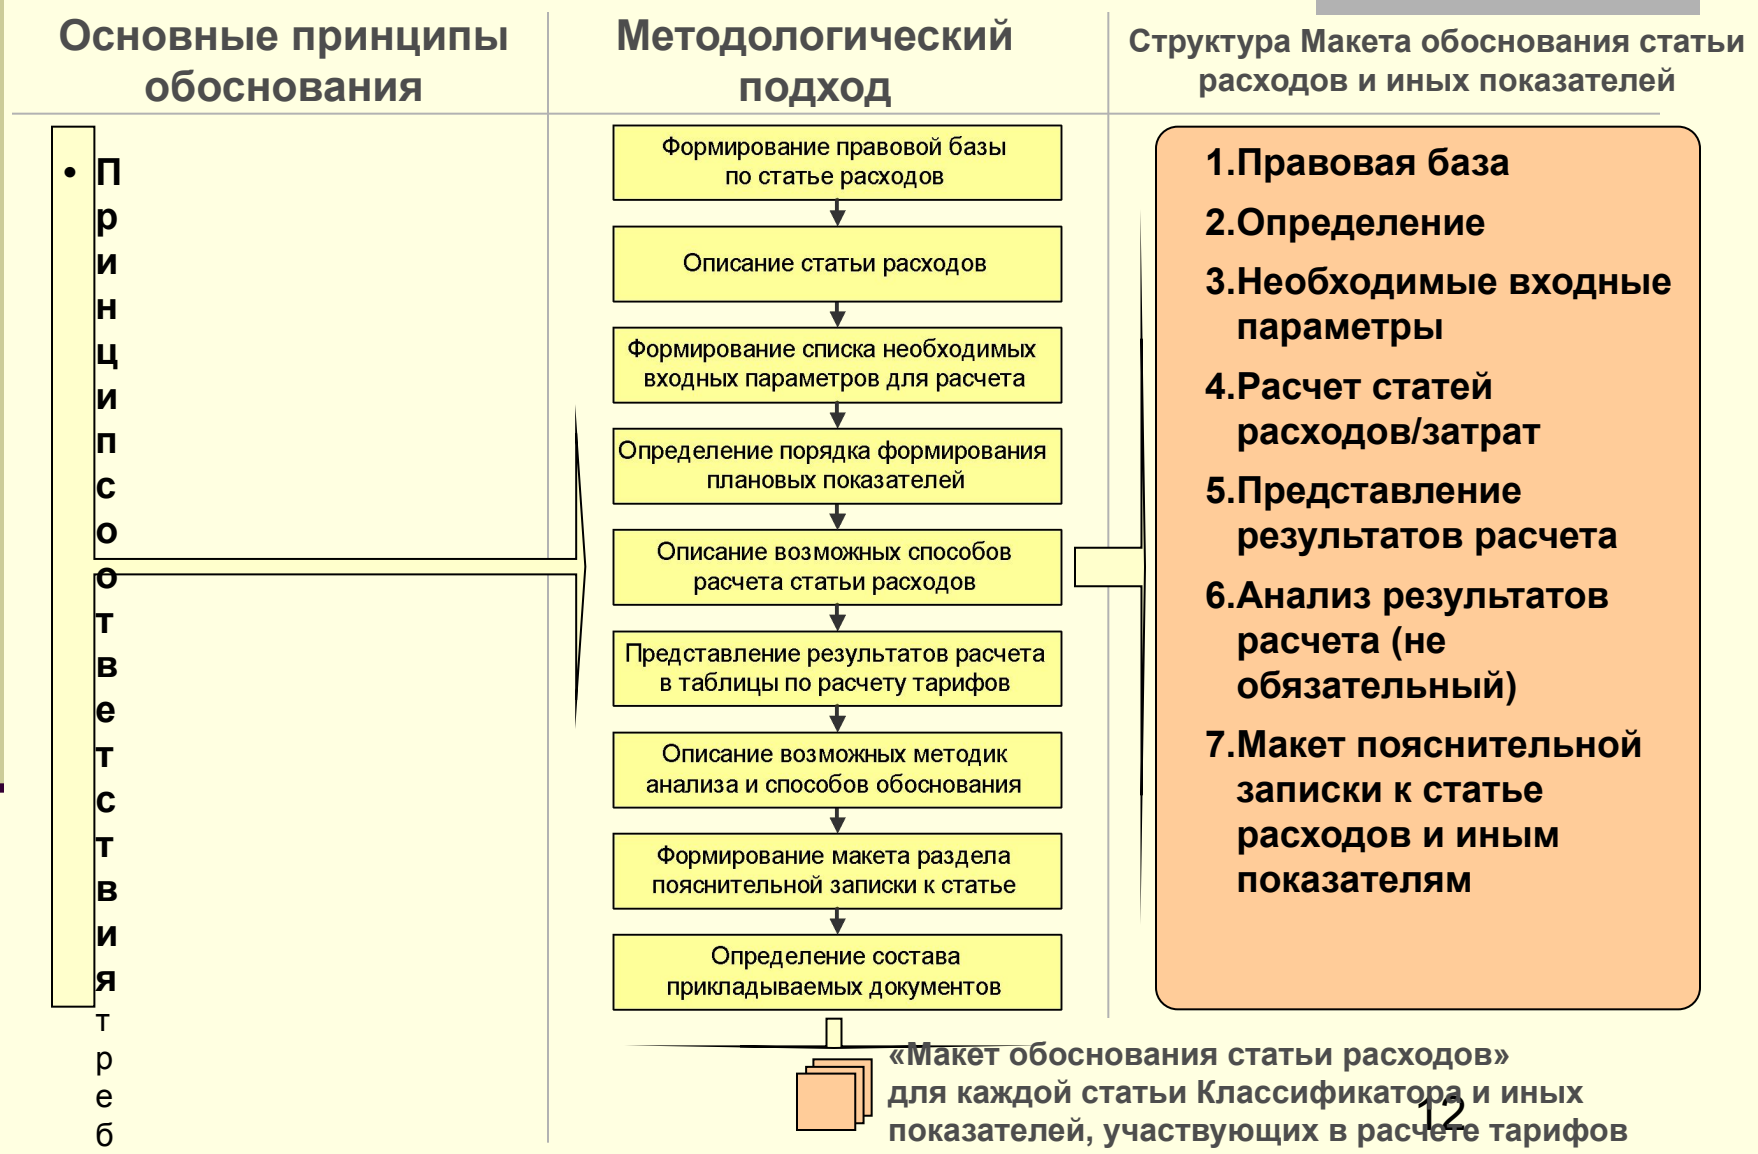 Основные принципы
обоснования
Методологический
подход
Структура Макета обоснования статьи
расходов и иных показателей
• П
р
и
н
ц
и
п
с
о
о
т
в
е
т
с
т
в
и
я
т
р
е
б
Формирование правовой базы
по статье расходов
Описание статьи расходов
Формирование списка необходимых
входных параметров для расчета
Определение порядка формирования
плановых показателей
Описание возможных способов
расчета статьи расходов
Представление результатов расчета
в таблицы по расчету тарифов
Описание возможных методик
анализа и способов обоснования
Формирование макета раздела
пояснительной записки к статье
Определение состава
прикладываемых документов
1.Правовая база
2.Определение
3.Необходимые входные
параметры
4.Расчет статей
расходов/затрат
5.Представление
результатов расчета
6.Анализ результатов
расчета (не
обязательный)
7.Макет пояснительной
записки к статье
расходов и иным
показателям
«Макет обоснования статьи расходов»
для каждой статьи Классификатора и иных
показателей, участвующих в расчете тарифов
12